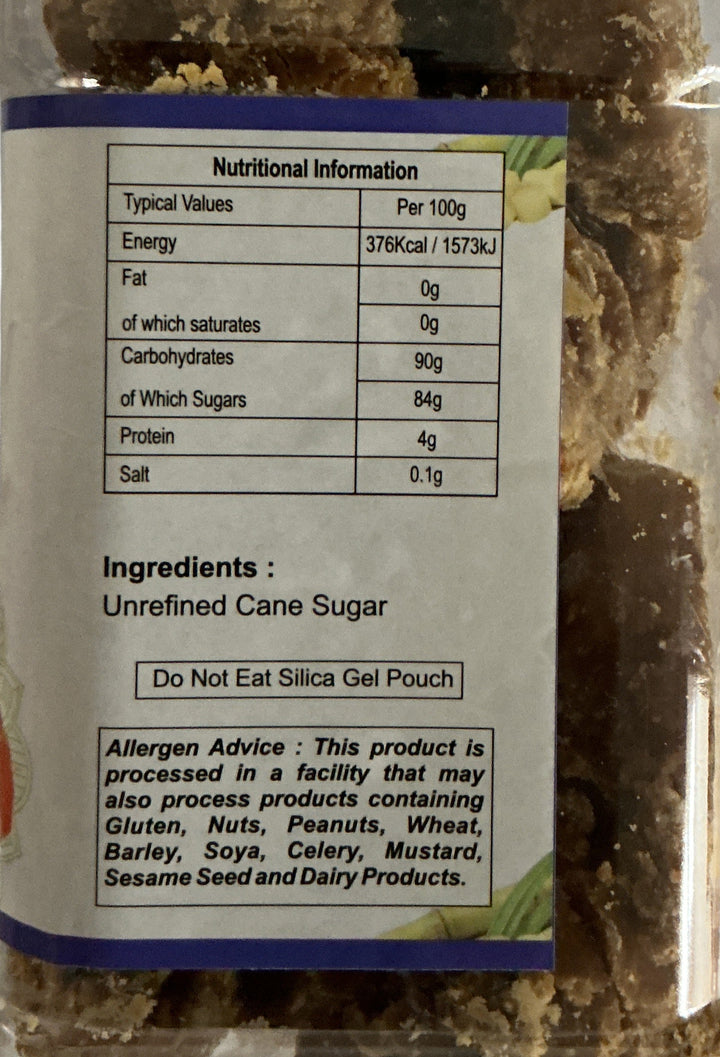 Nutritional Information
Typical Values Per 100g
Energy 376Kcal / 1573kJ
Fat 0g
of which saturates 0g
Carbohydrates 90g
of Which Sugars 84g
Protein 4g
Salt 0.1g
Ingredients :
Unrefined Cane Sugar
Do Not Eat Silica Gel Pouch
Allergen Advice : This product is
processed in a facility that may
also process products containing
Gluten, Nuts, Peanuts, Wheat,
Barley, Soya, Celery, Mustard,
Sesame Seed and Dairy Products.